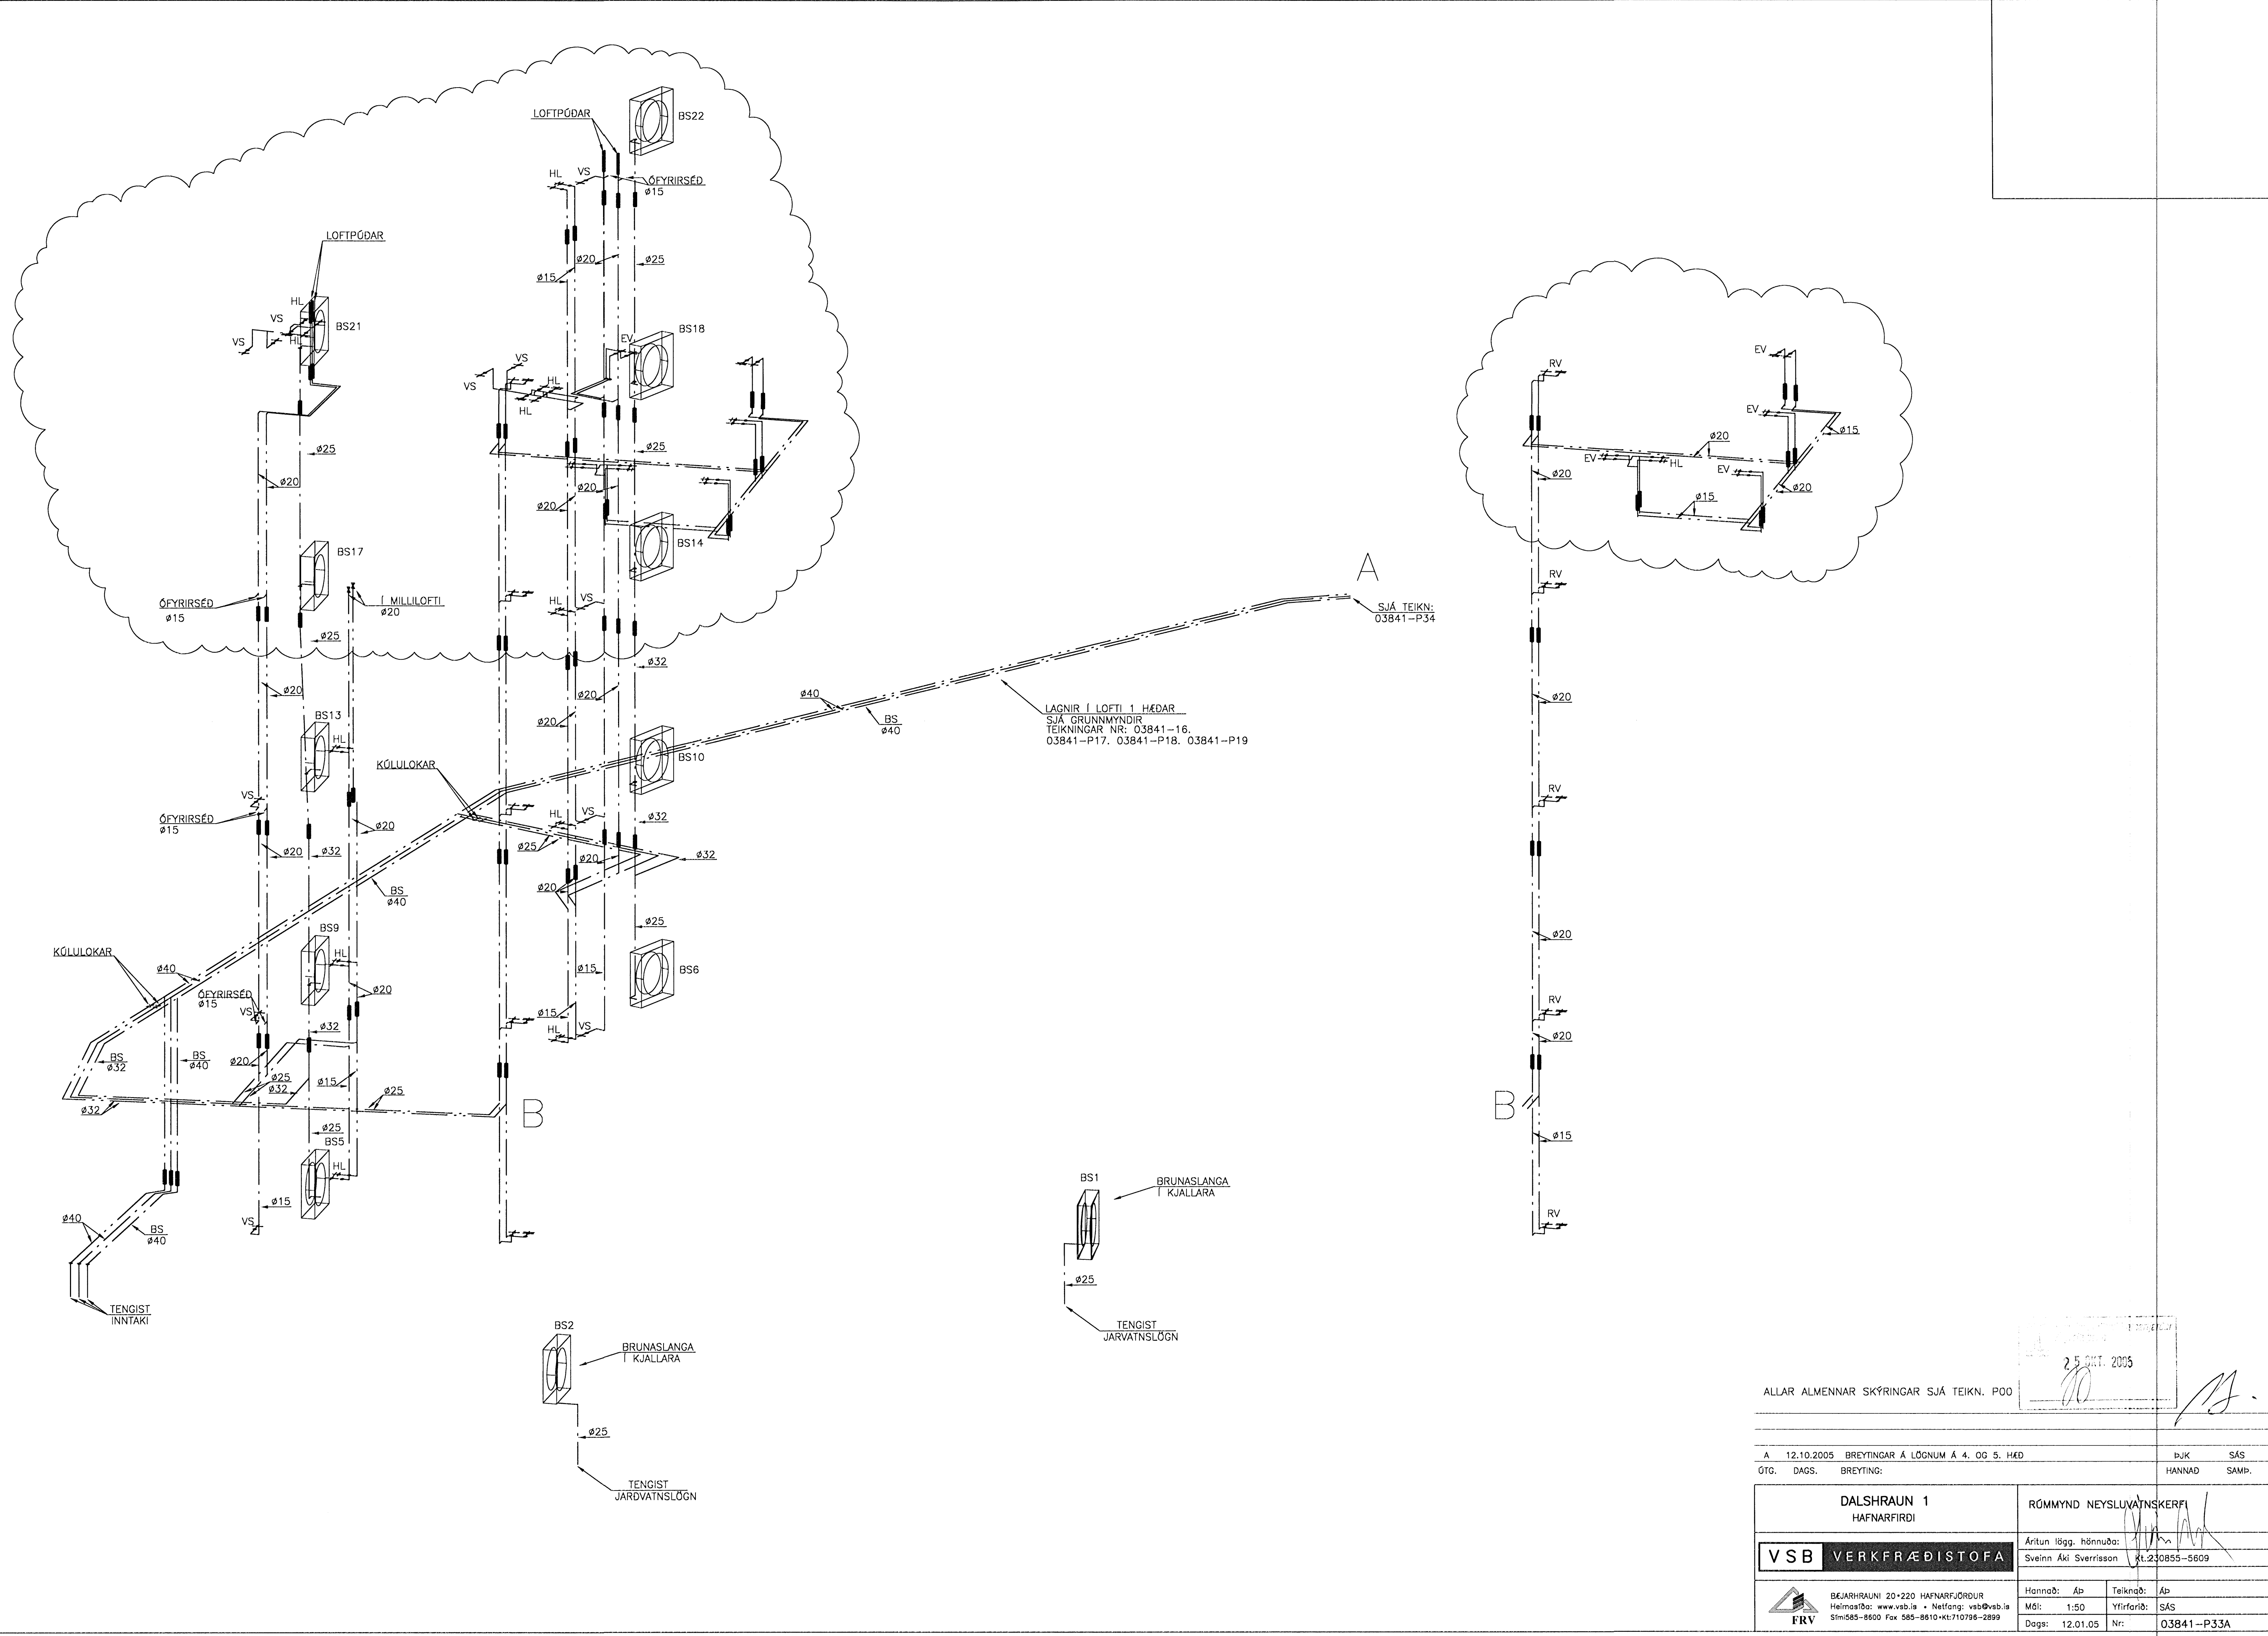 LOFTPÚÐAR
BS22
HL
VS
ÓFYRIRSÉÐ
ø15
LOFTPÚÐAR
ø20
ø25
ø15
HL
VS
VS
HL
BS21
BS18
EV
VS
VS
HL
HL
ø25
ø20
ø25
ø20
ø20
BS17
BS14
ÓFYRIRSÉÐ
ø15
Í MILLILOFTI
ø20
HL
VS
ø25
ø32
ø20
ø20
ø20
BS13
HL
KÚLULOKAR
BS10
VS
ÓFYRIRSÉÐ
ø15
ø20
HL
VS
ø32
ø20
ø32
ø25
ø20
ø32
ø20
BS
ø40
ø25
KÚLULOKAR
BS9
HL
ø40
ø15
BS6
ÓFYRIRSÉÐ
ø15
VS
ø20
ø32
ø15
HL
VS
BS
ø32
BS
ø40
ø20
ø25
ø32
ø15
ø25
ø32
B
ø25
BS5
HL
ø15
VS
ø40
BS
ø40
TENGIST
INNTAKI
A
SJÁ TEIKN:
03841-P34
ø40
BS
ø40
LAGNIR Í LOFTI 1 HÆÐAR
SJÁ GRUNNMYNDIR
TEIKNINGAR NR: 03841-16.
03841-P17. 03841-P18. 03841-P19
RV
EV
EV
ø15
ø20
EV
HL
EV
ø20
ø20
ø15
RV
ø20
RV
ø20
RV
ø20
B
ø15
RV
BS1
BRUNASLANGA
Í KJALLARA
ø25
TENGIST
JARVATNSLÖGN
BS2
BRUNASLANGA
Í KJALLARA
ø25
TENGIST
JARÐVATNSLÖGN
25 OKT. 2005
ALLAR ALMENNAR SKÝRINGAR SJÁ TEIKN. P00
A 12.10.2005 BREYTINGAR Á LÖGNUM Á 4. OG 5. HÆÐ ÞJK SÁS
ÚTG. DAGS. BREYTING: HANNAÐ SAMÞ.
DALSHRAUN 1
HAFNARFIRÐI
RÚMMYND NEYSLUVATNSKERFI
Áritun lögg. hönnuða:
Sveinn Áki Sverrisson Kt.:230855-5609
VSB VERKFRÆÐISTOFA
BÆJARHRAUNI 20•220 HAFNARFJÖRÐUR
Heimasíða: www.vsb.is • Netfang: vsb@vsb.is
Sími585-8600 Fax 585-8610•Kt:710796-2899
FRV
Hannað: ÁÞ Teiknað: ÁÞ
Mál: 1:50 Yfirfarið: SÁS
Dags: 12.01.05 Nr: 03841-P33A